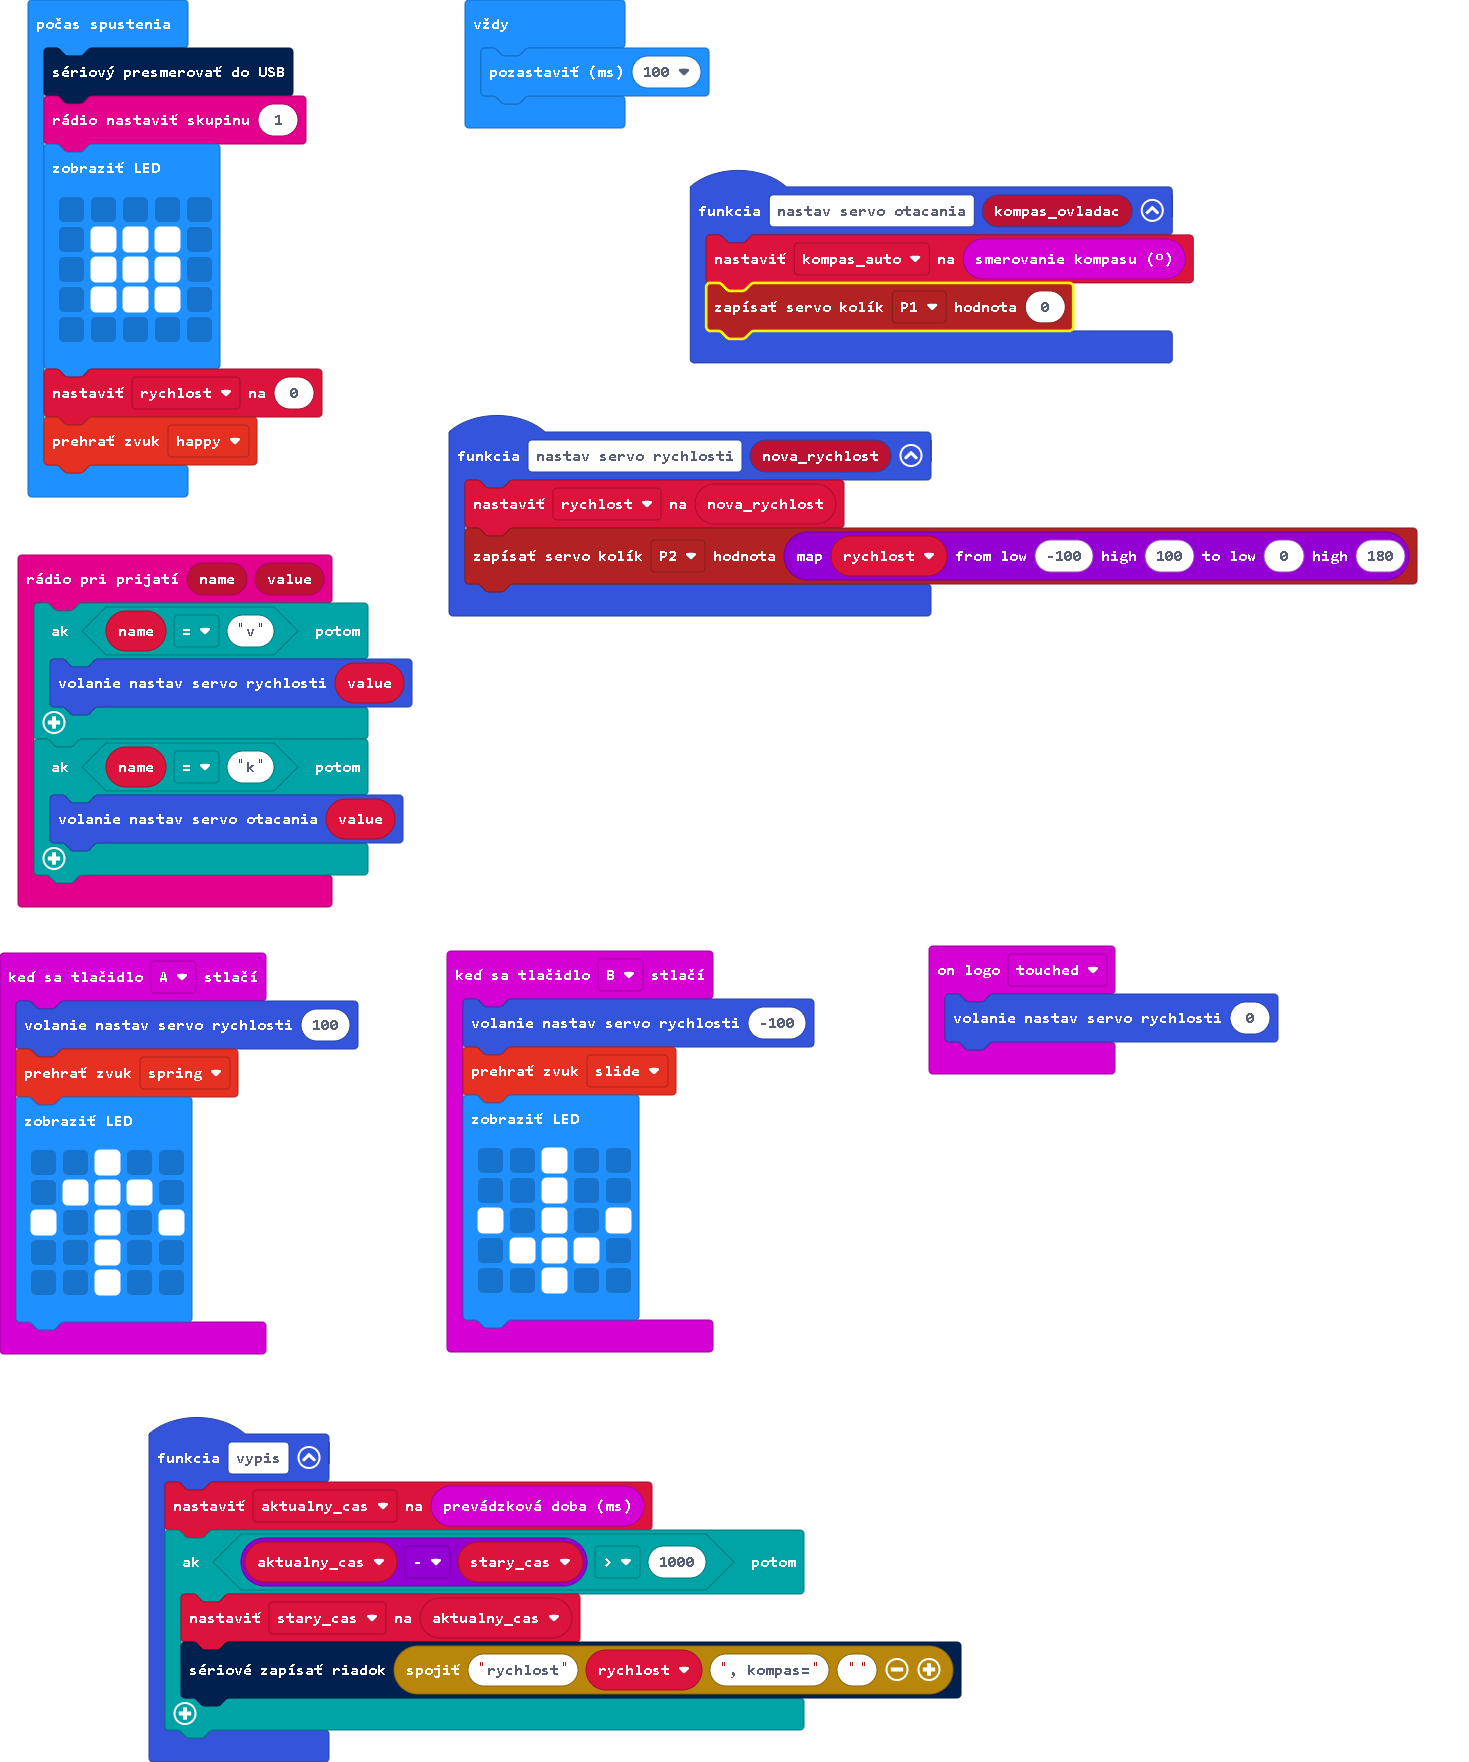 počas spustenia
sériový presmerovať do USB
rádio nastaviť skupinu 1
zobraziť LED
nastaviť rychlost na 0
prehrať zvuk happy
vždy
pozastaviť (ms) 100
funkcia nastav servo otacania kompas_ovladac
nastaviť kompas_auto na smerovanie kompasu (º)
zapísať servo kolík P1 hodnota 0
funkcia nastav servo rychlosti nova_rychlost
nastaviť rychlost na nova_rychlost
zapísať servo kolík P2 hodnota map rychlost from low -100 high 100 to low 0 high 180
rádio pri prijatí name value
ak name = "v" potom
volanie nastav servo rychlosti value
ak name = "k" potom
volanie nastav servo otacania value
keď sa tlačidlo A stlačí
volanie nastav servo rychlosti 100
prehrať zvuk spring
zobraziť LED
keď sa tlačidlo B stlačí
volanie nastav servo rychlosti -100
prehrať zvuk slide
zobraziť LED
on logo touched
volanie nastav servo rychlosti 0
funkcia vypis
nastaviť aktualny_cas na prevádzková doba (ms)
ak aktualny_cas - stary_cas > 1000 potom
nastaviť stary_cas na aktualny_cas
sériové zapísať riadok spojiť "rychlost" rychlost ", kompas=" " "